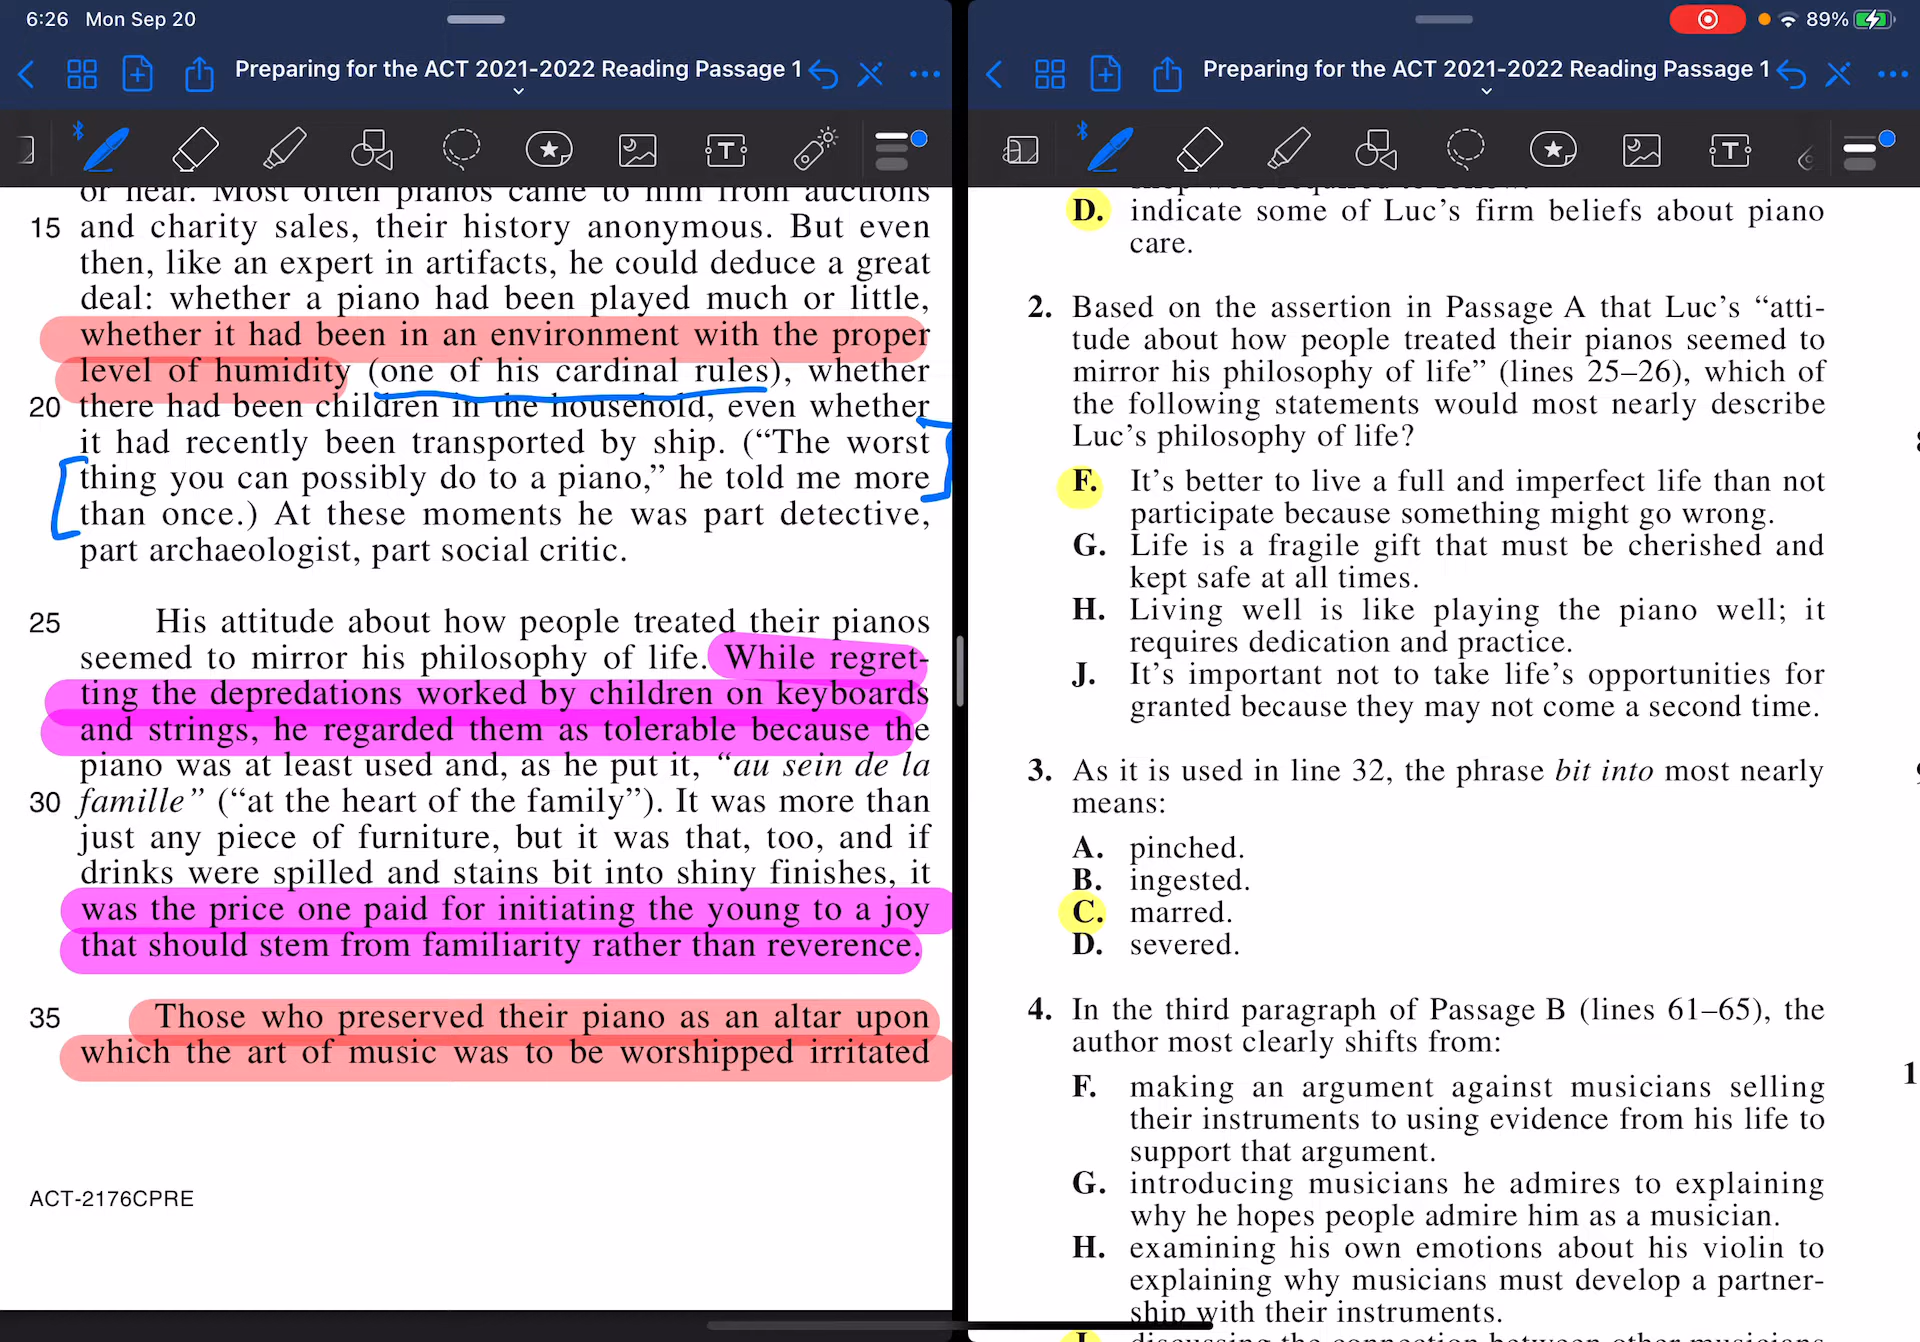 6:26 Mon Sep 20
89%
Preparing for the ACT 2021-2022 Reading Passage 1
or near. Most often pianos came to him from auctions
15 and charity sales, their history anonymous. But even
then, like an expert in artifacts, he could deduce a great
deal: whether a piano had been played much or little,
whether it had been in an environment with the proper
level of humidity (one of his cardinal rules), whether
20 there had been children in the household, even whether
it had recently been transported by ship. (“The worst
thing you can possibly do to a piano,” he told me more
than once.) At these moments he was part detective,
part archaeologist, part social critic.
25 His attitude about how people treated their pianos
seemed to mirror his philosophy of life. While regret-
ting the depredations worked by children on keyboards
and strings, he regarded them as tolerable because the
piano was at least used and, as he put it, “au sein de la
30 famille” (“at the heart of the family”). It was more than
just any piece of furniture, but it was that, too, and if
drinks were spilled and stains bit into shiny finishes, it
was the price one paid for initiating the young to a joy
that should stem from familiarity rather than reverence.
35 Those who preserved their piano as an altar upon
which the art of music was to be worshipped irritated
ACT-2176CPRE
Preparing for the ACT 2021-2022 Reading Passage 1
D. indicate some of Luc’s firm beliefs about piano
care.
2. Based on the assertion in Passage A that Luc’s “atti-
tude about how people treated their pianos seemed to
mirror his philosophy of life” (lines 25–26), which of
the following statements would most nearly describe
Luc’s philosophy of life?
F. It’s better to live a full and imperfect life than not
participate because something might go wrong.
G. Life is a fragile gift that must be cherished and
kept safe at all times.
H. Living well is like playing the piano well; it
requires dedication and practice.
J. It’s important not to take life’s opportunities for
granted because they may not come a second time.
3. As it is used in line 32, the phrase bit into most nearly
means:
A. pinched.
B. ingested.
C. marred.
D. severed.
4. In the third paragraph of Passage B (lines 61–65), the
author most clearly shifts from:
F. making an argument against musicians selling
their instruments to using evidence from his life to
support that argument.
G. introducing musicians he admires to explaining
why he hopes people admire him as a musician.
H. examining his own emotions about his violin to
explaining why musicians must develop a partner-
ship with their instruments.
1